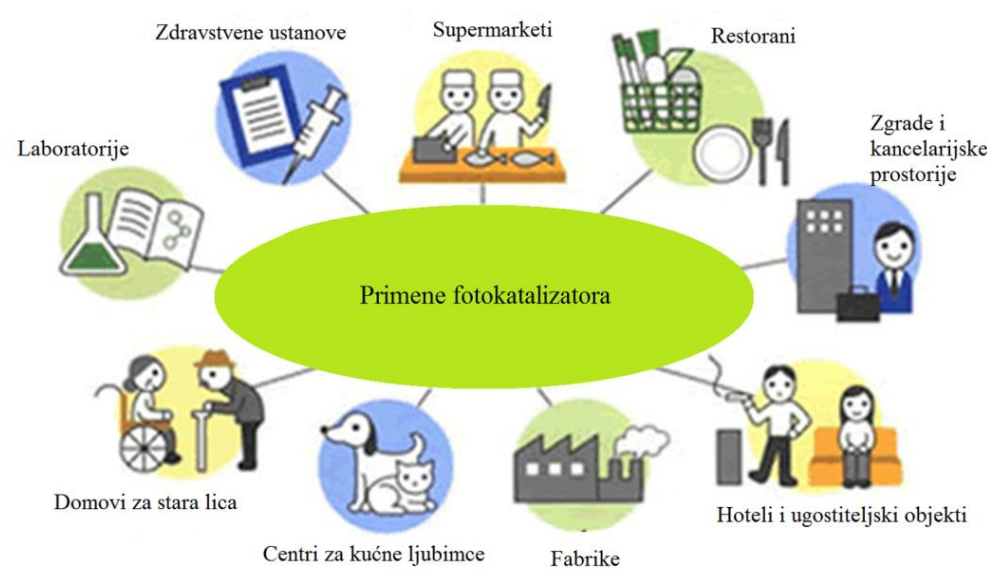 Zdravstvene ustanove
Supermarketi
Restorani
Zgrade i
kancelarijske
prostorije
Laboratorije
Primene fotokatalizatora
Domovi za stara lica
Centri za kućne ljubimce
Fabrike
Hoteli i ugostiteljski objekti